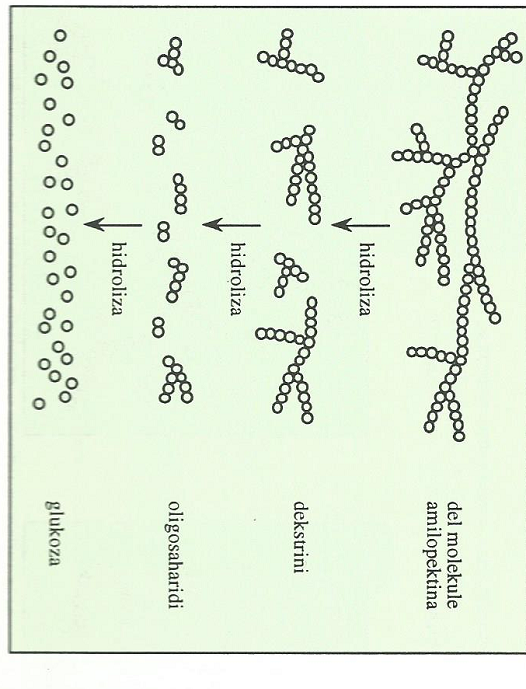 del molekule
amilopektina
hidroliza
dekstrini
hidroliza
oligosaharidi
hidroliza
glukoza